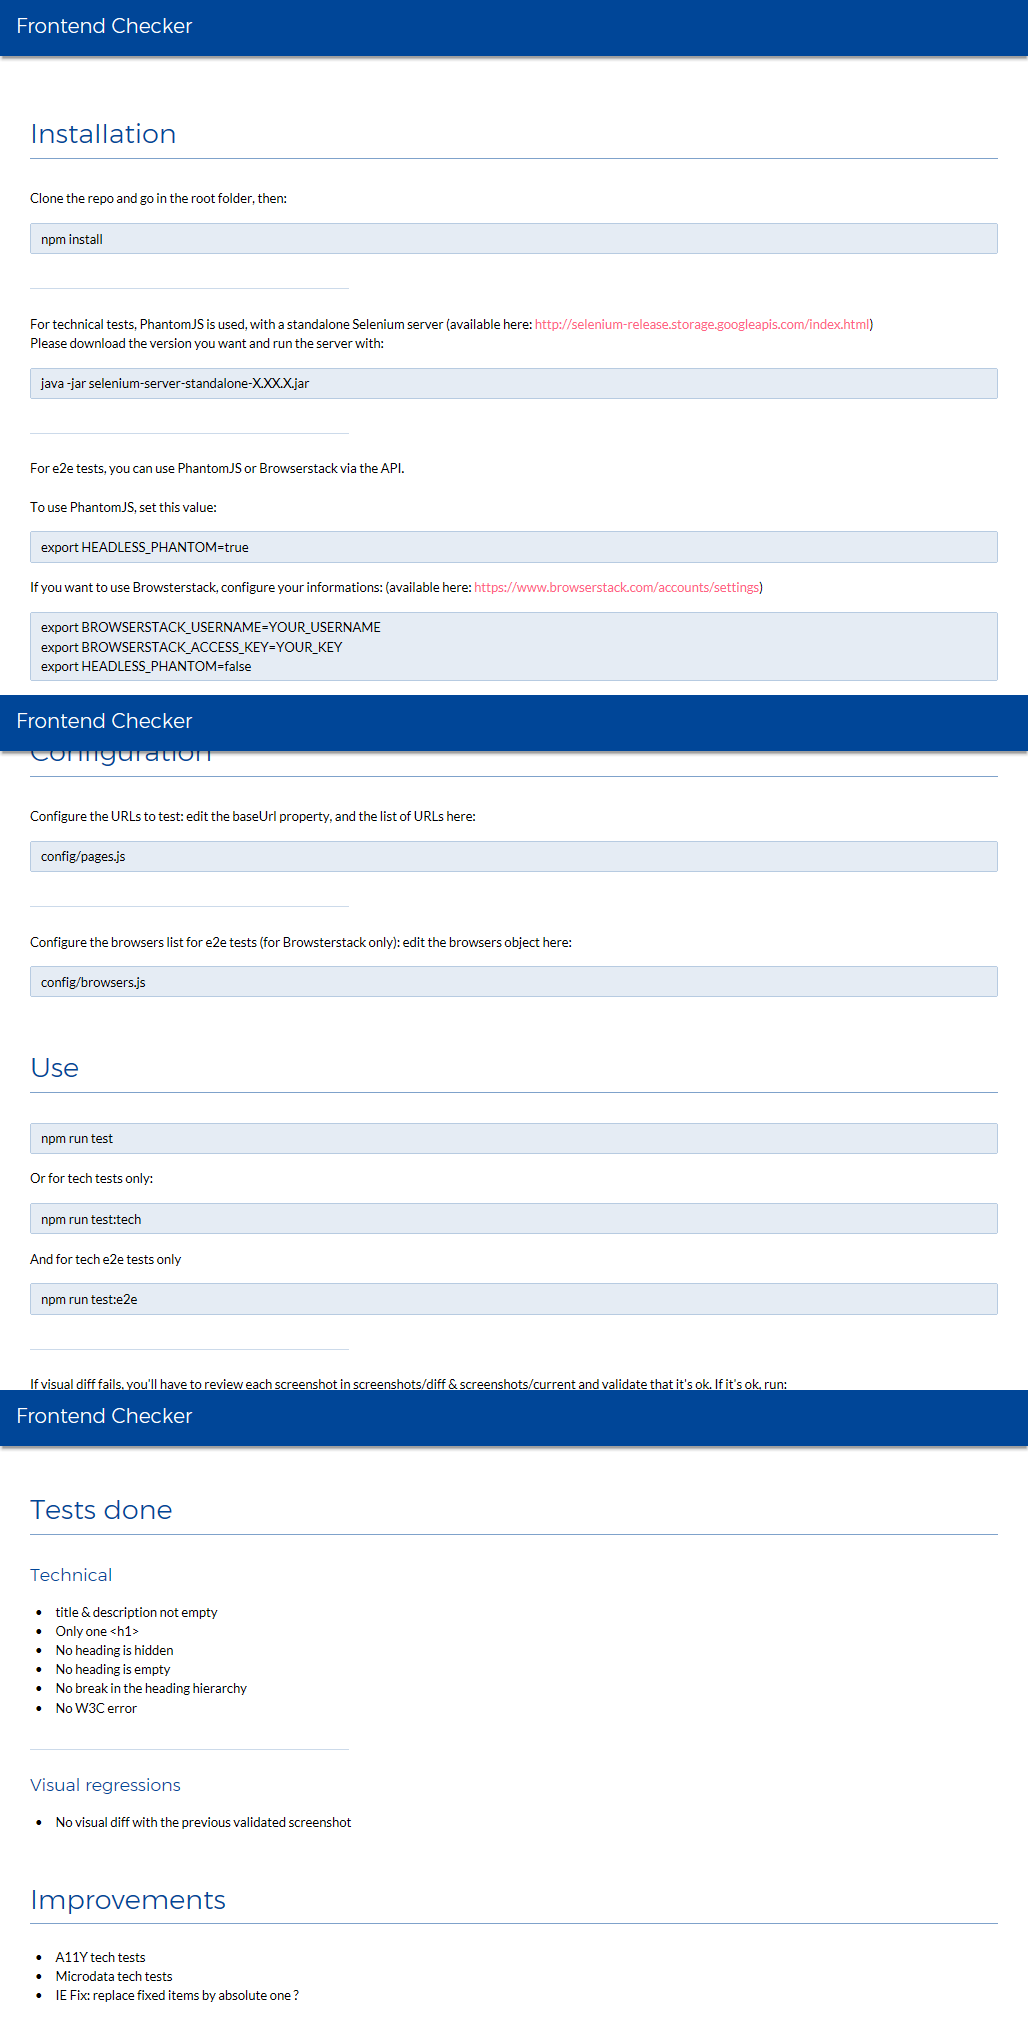 Frontend Checker
Installation
Clone the repo and go in the root folder, then:
npm install
For technical tests, PhantomJS is used, with a standalone Selenium server (available here: http://selenium-release.storage.googleapis.com/index.html)
Please download the version you want and run the server with:
java -jar selenium-server-standalone-X.XX.X.jar
For e2e tests, you can use PhantomJS or Browserstack via the API.
To use PhantomJS, set this value:
export HEADLESS_PHANTOM=true
If you want to use Browsterstack, configure your informations: (available here: https://www.browserstack.com/accounts/settings)
export BROWSERSTACK_USERNAME=YOUR_USERNAME
export BROWSERSTACK_ACCESS_KEY=YOUR_KEY
export HEADLESS_PHANTOM=false
Frontend Checker
Configuration
Configure the URLs to test: edit the baseUrl property, and the list of URLs here:
config/pages.js
Configure the browsers list for e2e tests (for Browsterstack only): edit the browsers object here:
config/browsers.js
Use
npm run test
Or for tech tests only:
npm run test:tech
And for tech e2e tests only
npm run test:e2e
If visual diff fails, you'll have to review each screenshot in screenshots/diff & screenshots/current and validate that it's ok. If it's ok, run:
Frontend Checker
Tests done
Technical
• title & description not empty
• Only one <h1>
• No heading is hidden
• No heading is empty
• No break in the heading hierarchy
• No W3C error
Visual regressions
• No visual diff with the previous validated screenshot
Improvements
• A11Y tech tests
• Microdata tech tests
• IE Fix: replace fixed items by absolute one ?